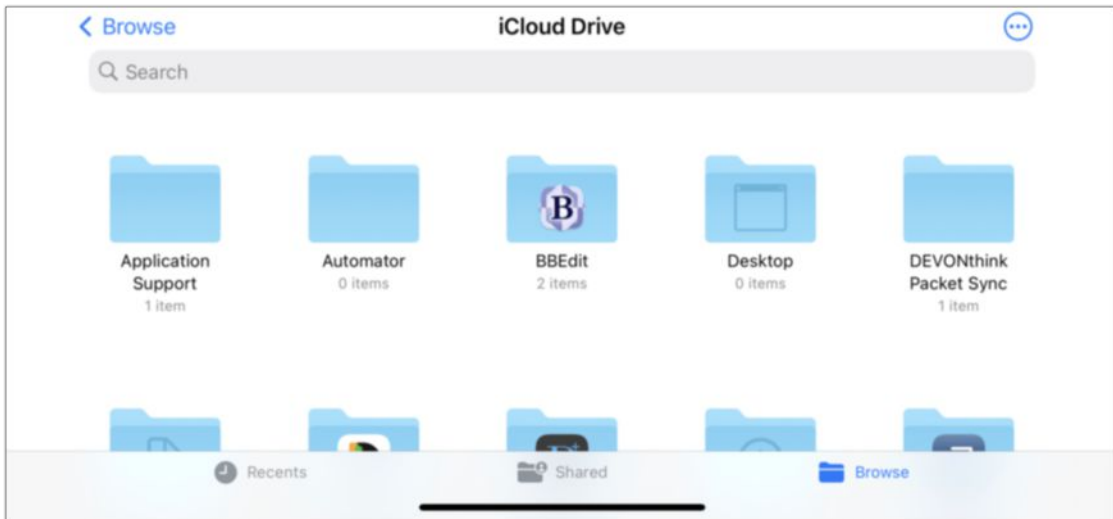 Browse
iCloud Drive
Search
Application
Support
1 item
Automator
0 items
BBEdit
2 items
Desktop
0 items
DEVONthink
Packet Sync
1 item
B
Recents
Shared
Browse